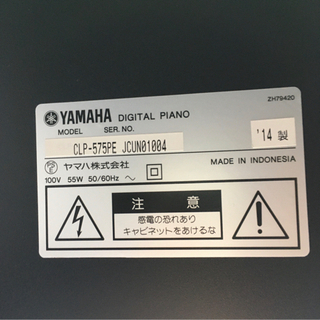 ZH79420
YAMAHA DIGITAL PIANO
MODEL SER. NO.
CLP-575PE JCUN01004 '14 製
ヤマハ株式会社
100V 55W 50/60Hz ～
MADE IN INDONESIA
注 意
感電の恐れあり
キャビネットをあけるな